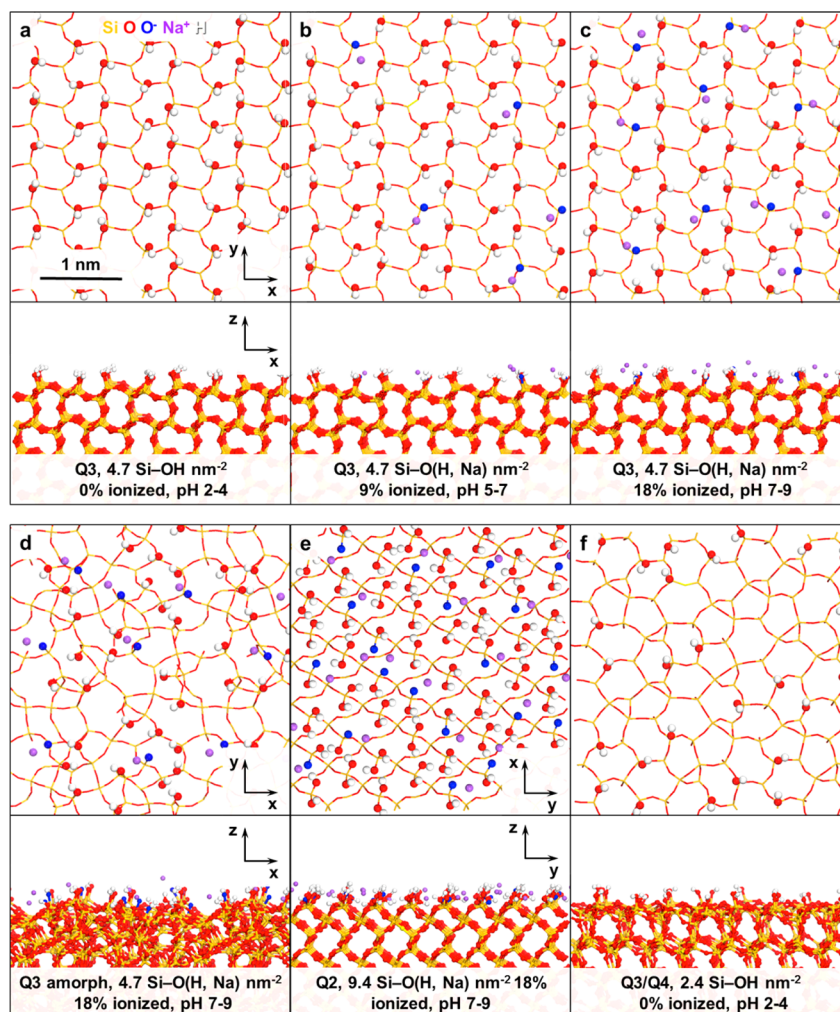 a
Si O O- Na+ H
y
1 nm
x
b
c
z
x
Q3, 4.7 Si–OH nm-2
0% ionized, pH 2-4
Q3, 4.7 Si–O(H, Na) nm-2
9% ionized, pH 5-7
Q3, 4.7 Si–O(H, Na) nm-2
18% ionized, pH 7-9
d
y
x
e
x
y
f
z
x
z
y
Q3 amorph, 4.7 Si–O(H, Na) nm-2
18% ionized, pH 7-9
Q2, 9.4 Si–O(H, Na) nm-2 18%
ionized, pH 7-9
Q3/Q4, 2.4 Si–OH nm-2
0% ionized, pH 2-4